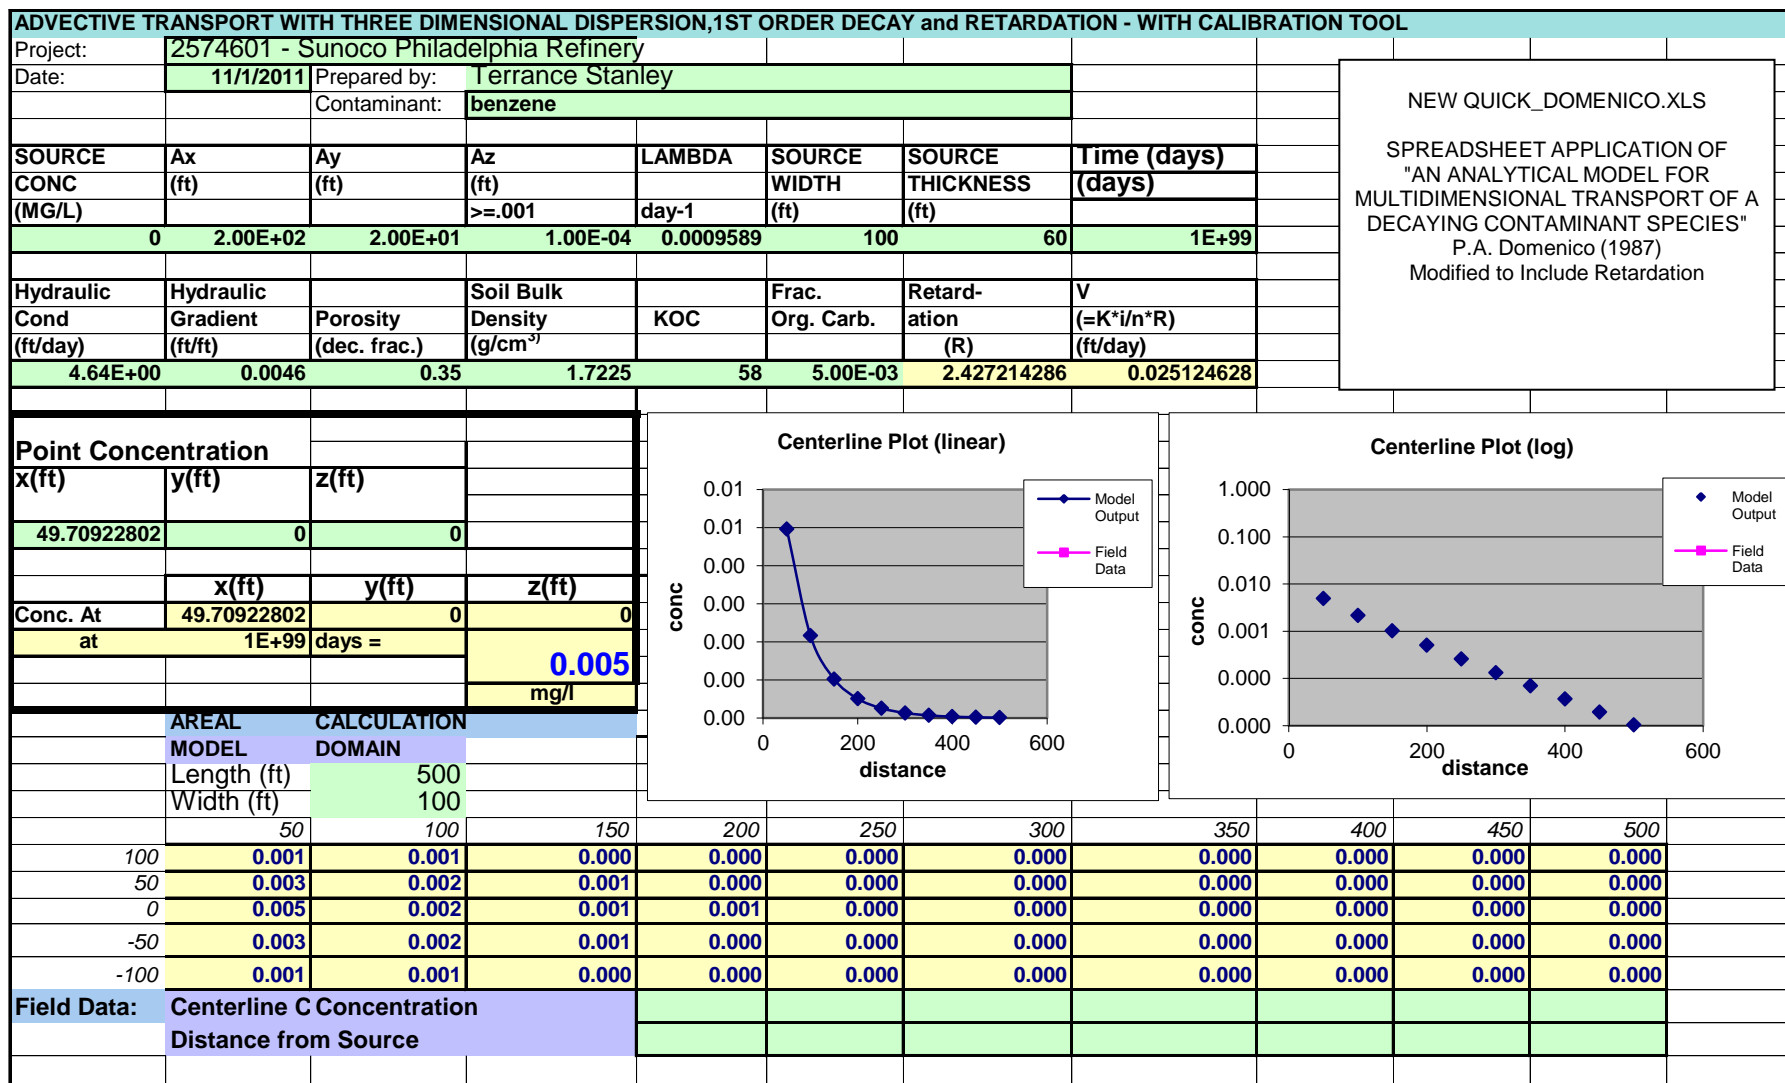 ADVECTIVE TRANSPORT WITH THREE DIMENSIONAL DISPERSION,1ST ORDER DECAY and RETARDATION - WITH CALIBRATION TOOL
Project: 2574601 - Sunoco Philadelphia Refinery
Date: 11/1/2011 Prepared by: Terrance Stanley
Contaminant: benzene
NEW QUICK_DOMENICO.XLS
SPREADSHEET APPLICATION OF
"AN ANALYTICAL MODEL FOR
MULTIDIMENSIONAL TRANSPORT OF A
DECAYING CONTAMINANT SPECIES"
P.A. Domenico (1987)
Modified to Include Retardation
SOURCE Ax Ay Az LAMBDA SOURCE SOURCE Time (days)
CONC (ft) (ft) (ft) WIDTH THICKNESS (days)
(MG/L) >=.001 day-1 (ft) (ft)
0 2.00E+02 2.00E+01 1.00E-04 0.0009589 100 60 1E+99
Hydraulic Hydraulic Soil Bulk Frac. Retard- V
Cond Gradient Porosity Density KOC Org. Carb. ation (=K*i/n*R)
(ft/day) (ft/ft) (dec. frac.) (g/cm3) (R) (ft/day)
4.64E+00 0.0046 0.35 1.7225 58 5.00E-03 2.427214286 0.025124628
Point Concentration
x(ft) y(ft) z(ft)
49.70922802 0 0
x(ft) y(ft) z(ft)
Conc. At 49.70922802 0 0
at 1E+99 days =
0.005
mg/l
Centerline Plot (linear)
0.01
0.01
0.00
0.00
0.00
0.00
0.00
conc
0 200 400 600
distance
Model
Output
Field
Data
Centerline Plot (log)
1.000
0.100
0.010
0.001
0.000
0.000
conc
0 200 400 600
distance
Model
Output
Field
Data
AREAL CALCULATION
MODEL DOMAIN
Length (ft) 500
Width (ft) 100
50 100 150 200 250 300 350 400 450 500
100 0.001 0.001 0.000 0.000 0.000 0.000 0.000 0.000 0.000 0.000
50 0.003 0.002 0.001 0.000 0.000 0.000 0.000 0.000 0.000 0.000
0 0.005 0.002 0.001 0.001 0.000 0.000 0.000 0.000 0.000 0.000
-50 0.003 0.002 0.001 0.000 0.000 0.000 0.000 0.000 0.000 0.000
-100 0.001 0.001 0.000 0.000 0.000 0.000 0.000 0.000 0.000 0.000
Field Data: Centerline C Concentration
Distance from Source